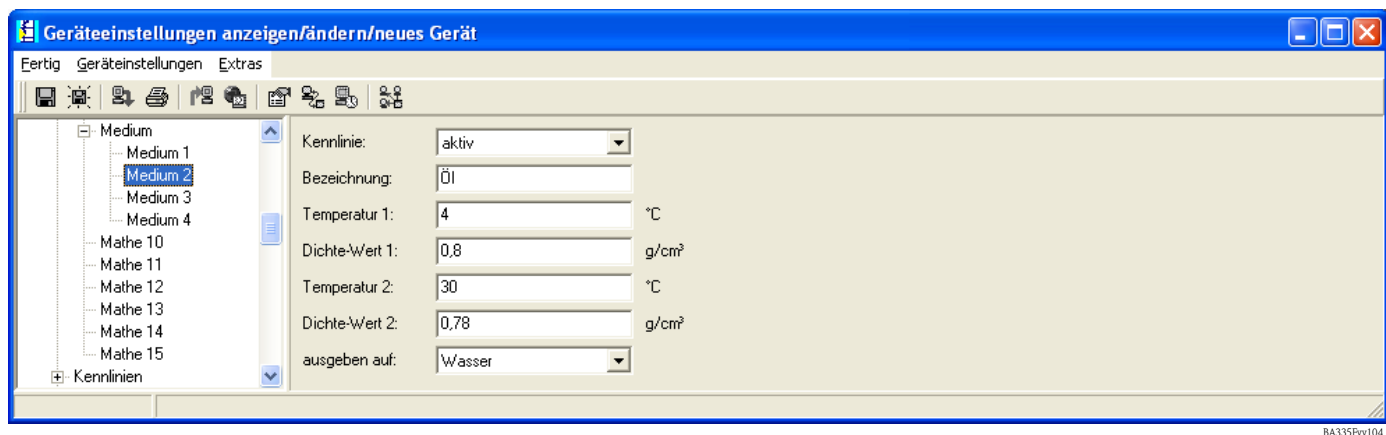 Geräteeinstellungen anzeigen/ändern/neues Gerät
Fertig Geräteinstellungen Extras
Medium
Medium 1
Medium 2
Medium 3
Medium 4
Mathe 10
Mathe 11
Mathe 12
Mathe 13
Mathe 14
Mathe 15
Kennlinien
Kennlinie: aktiv
Bezeichnung: Öl
Temperatur 1: 4 °C
Dichte-Wert 1: 0,8 g/cm³
Temperatur 2: 30 °C
Dichte-Wert 2: 0,78 g/cm³
ausgeben auf: Wasser
BA335Fyy104